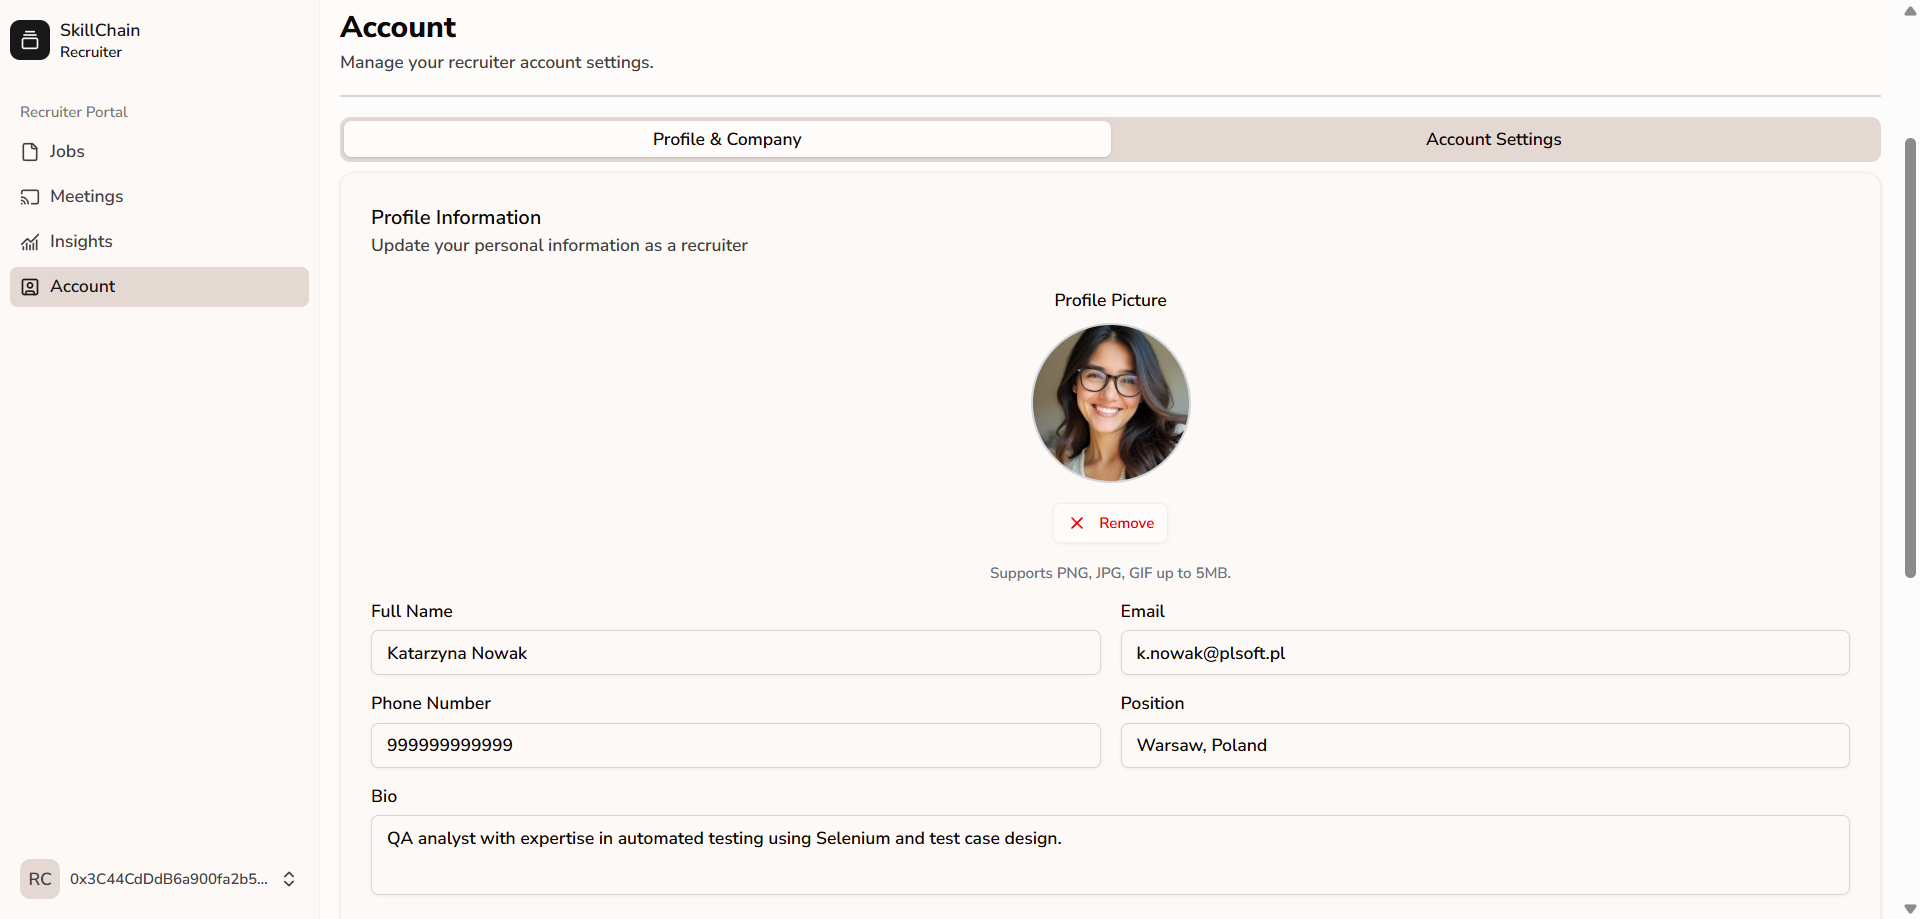 SkillChain
Recruiter
Recruiter Portal
Jobs
Meetings
Insights
Account
RC
0x3C44CdDdB6a900fa2b5...
Account
Manage your recruiter account settings.
Profile & Company
Account Settings
Profile Information
Update your personal information as a recruiter
Profile Picture
Remove
Supports PNG, JPG, GIF up to 5MB.
Full Name
Email
Katarzyna Nowak
k.nowak@plsoft.pl
Phone Number
Position
999999999999
Warsaw, Poland
Bio
QA analyst with expertise in automated testing using Selenium and test case design.